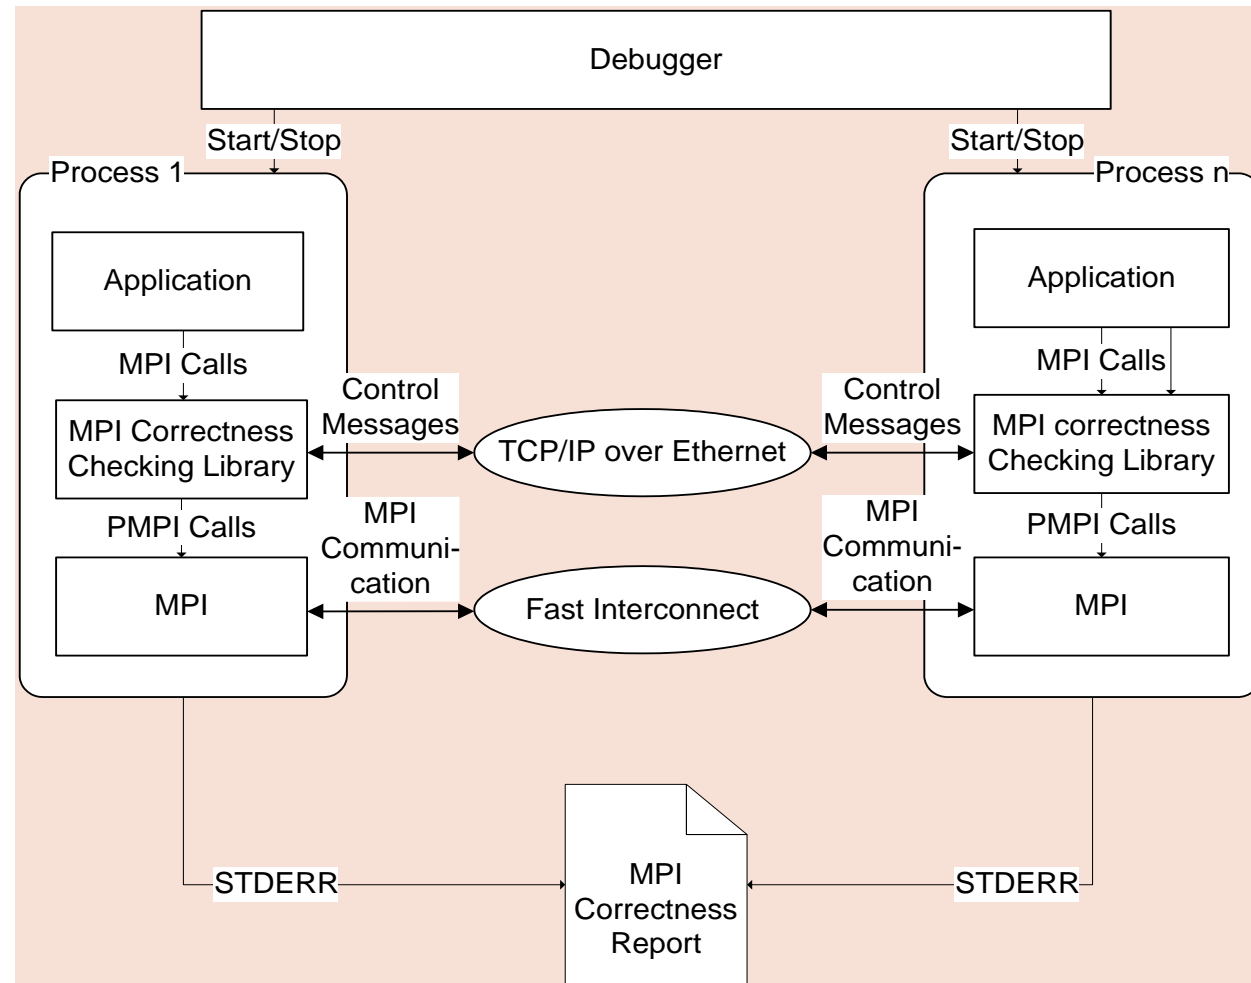 Debugger
Start/Stop
Start/Stop
Process 1
Process n
Application
Application
MPI Calls
MPI Calls
MPI Correctness
Checking Library
Control
Messages
TCP/IP over Ethernet
Control
Messages
MPI correctness
Checking Library
PMPI Calls
MPI
Communi-
cation
MPI
Communi-
cation
PMPI Calls
MPI
Fast Interconnect
MPI
STDERR
MPI
Correctness
Report
STDERR